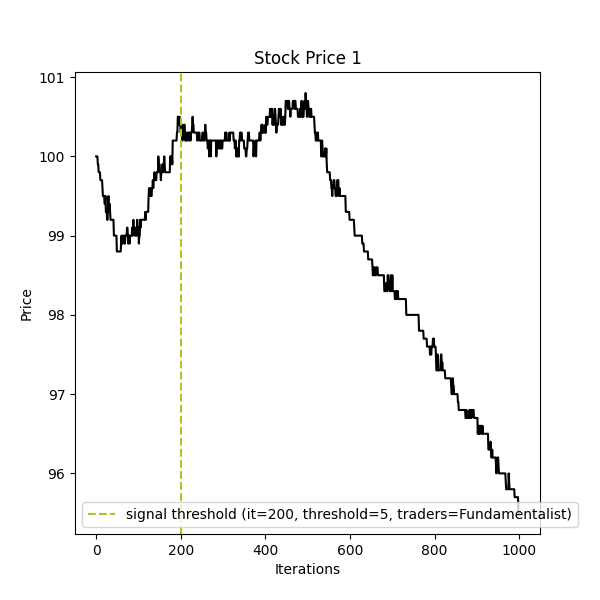 Stock Price 1
101
100
99
98
97
96
Price
signal threshold (it=200, threshold=5, traders=Fundamentalist)
0 200 400 600 800 1000
Iterations